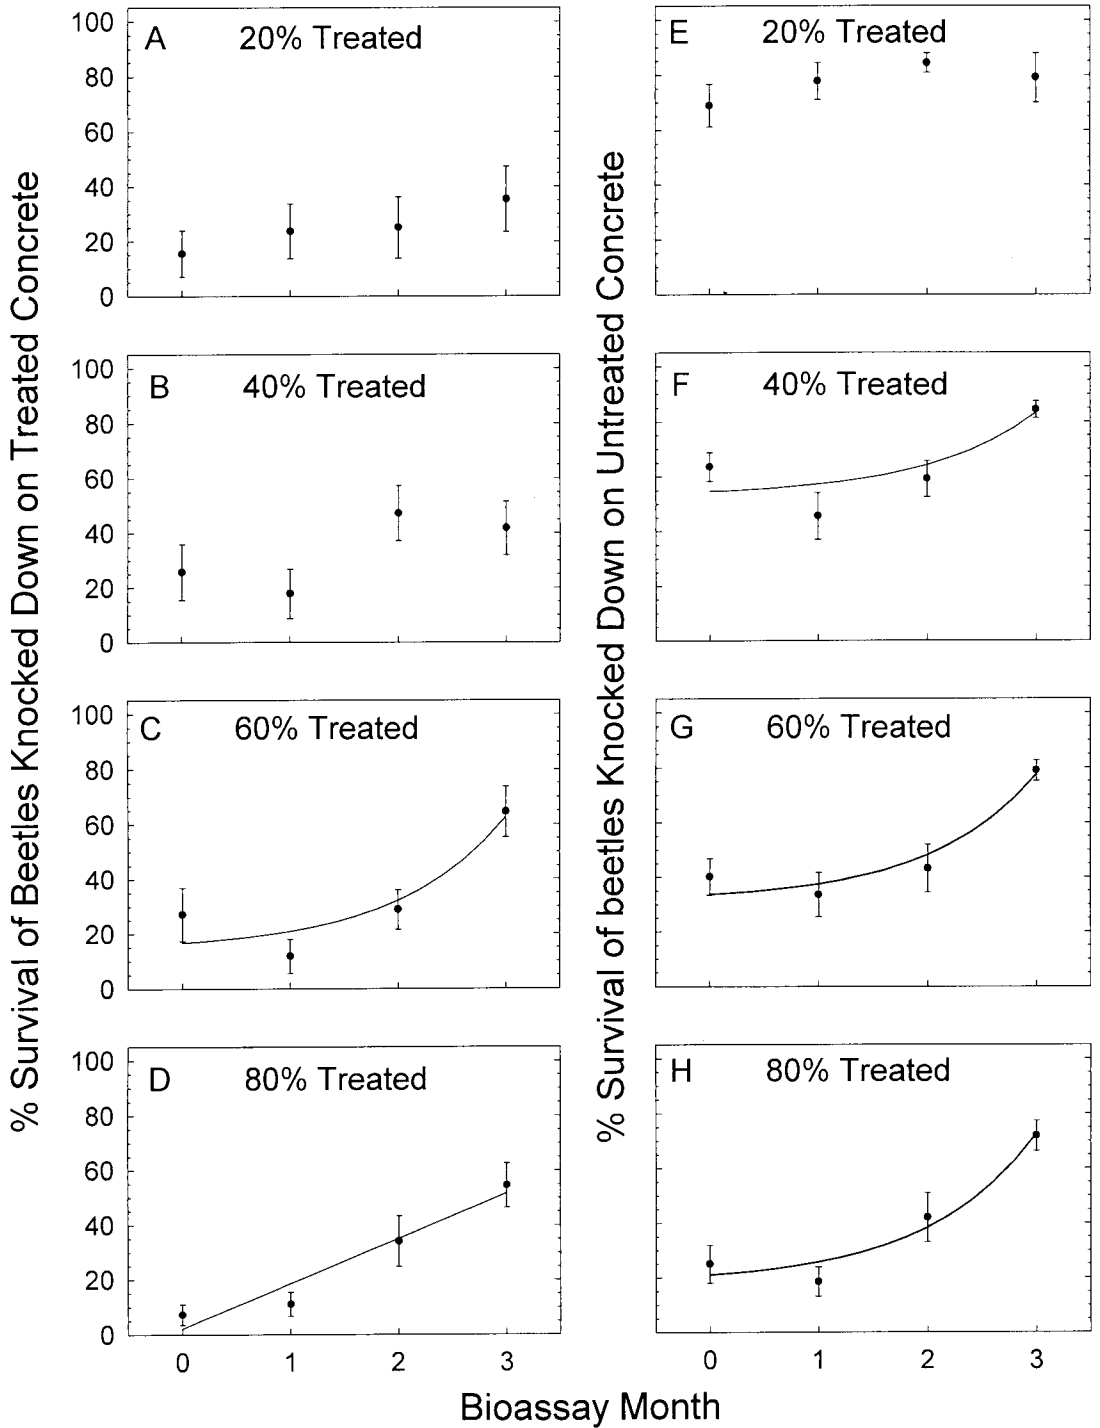 % Survival of Beetles Knocked Down on Treated Concrete
A 20% Treated
100
80
60
40
20
0
B 40% Treated
100
80
60
40
20
0
C 60% Treated
100
80
60
40
20
0
D 80% Treated
100
80
60
40
20
0
0 1 2 3
% Survival of beetles Knocked Down on Untreated Concrete
E 20% Treated
F 40% Treated
G 60% Treated
H 80% Treated
0 1 2 3
Bioassay Month